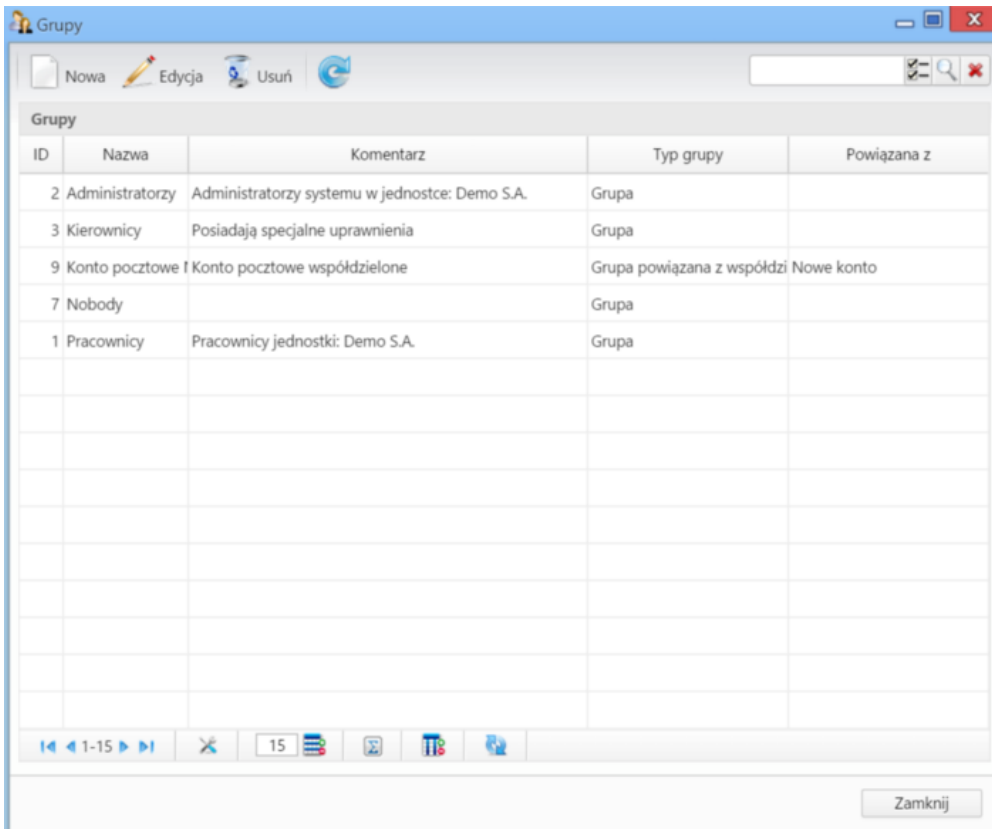 Grupy
Nowa Edycja Usuń
Grupy
ID Nazwa Komentarz Typ grupy Powiązana z
2 Administratorzy Administratorzy systemu w jednostce: Demo S.A. Grupa
3 Kierownicy Posiadają specjalne uprawnienia Grupa
9 Konto pocztowe Konto pocztowe współdzielone Grupa powiązana z współdzi Nowe konto
7 Nobody Grupa
1 Pracownicy Pracownicy jednostki: Demo S.A. Grupa
1-15 15
Zamknij